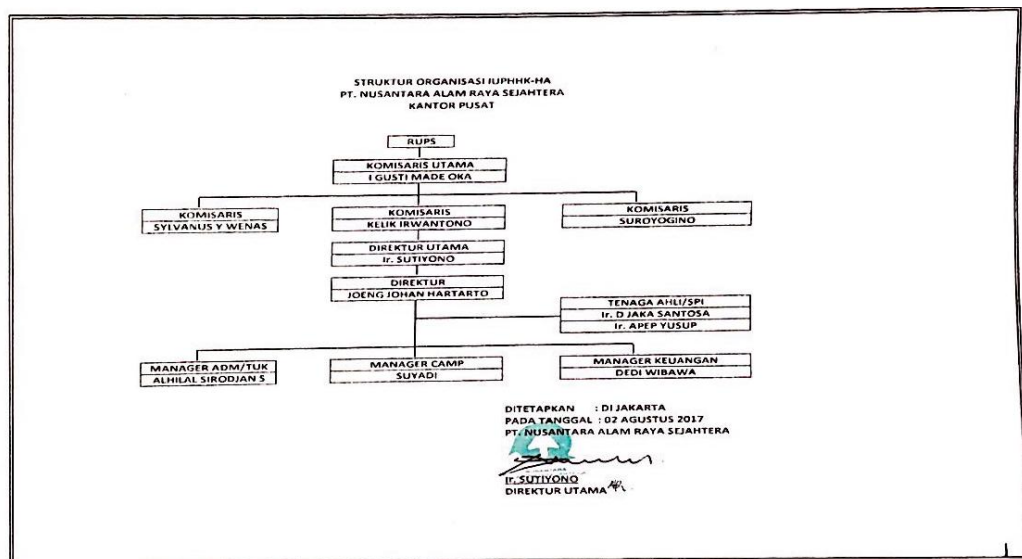 STRUKTUR ORGANISASI IUPHHK-HA
PT. NUSANTARA ALAM RAYA SEJAHTERA
KANTOR PUSAT
RUPS
KOMISARIS UTAMA
I GUSTI MADE OKA
KOMISARIS
SYLVANUS Y WENAS
KOMISARIS
KELIK IRWANTONO
KOMISARIS
SUROYOGINO
DIREKTUR UTAMA
Ir. SUTIYONO
DIREKTUR
JOENG JOHAN HARTARTO
TENAGA AHLI/SPI
Ir. D JAKA SANTOSA
Ir. APEP YUSUP
MANAGER ADM/TUK
ALHILAL SIRODJAN S
MANAGER CAMP
SUYADI
MANAGER KEUANGAN
DEDI WIBAWA
DITETAPKAN : DI JAKARTA
PADA TANGGAL : 02 AGUSTUS 2017
PT. NUSANTARA ALAM RAYA SEJAHTERA
Ir. SUTIYONO
DIREKTUR UTAMA